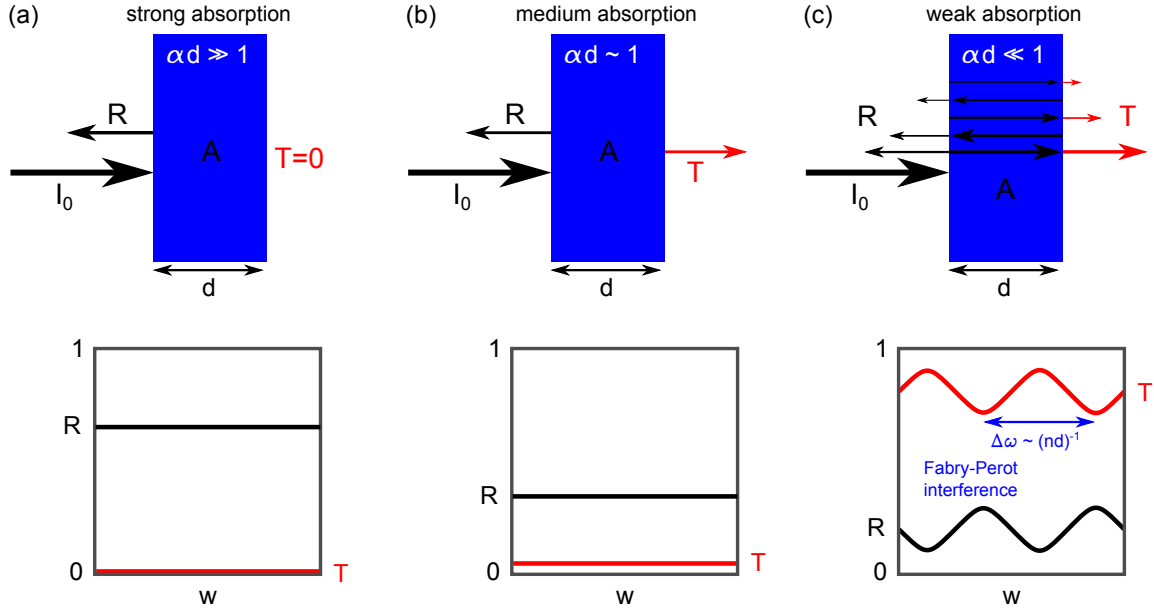 (a)
strong absorption
αd ≫ 1
R
A
T=0
I₀
d
(b)
medium absorption
αd ~ 1
R
A
T
I₀
d
(c)
weak absorption
αd ≪ 1
R
T
A
I₀
d
1
R
0
T
w
1
R
0
T
w
1
T
Δω ~ (nd)⁻¹
Fabry-Perot
interference
R
0
w